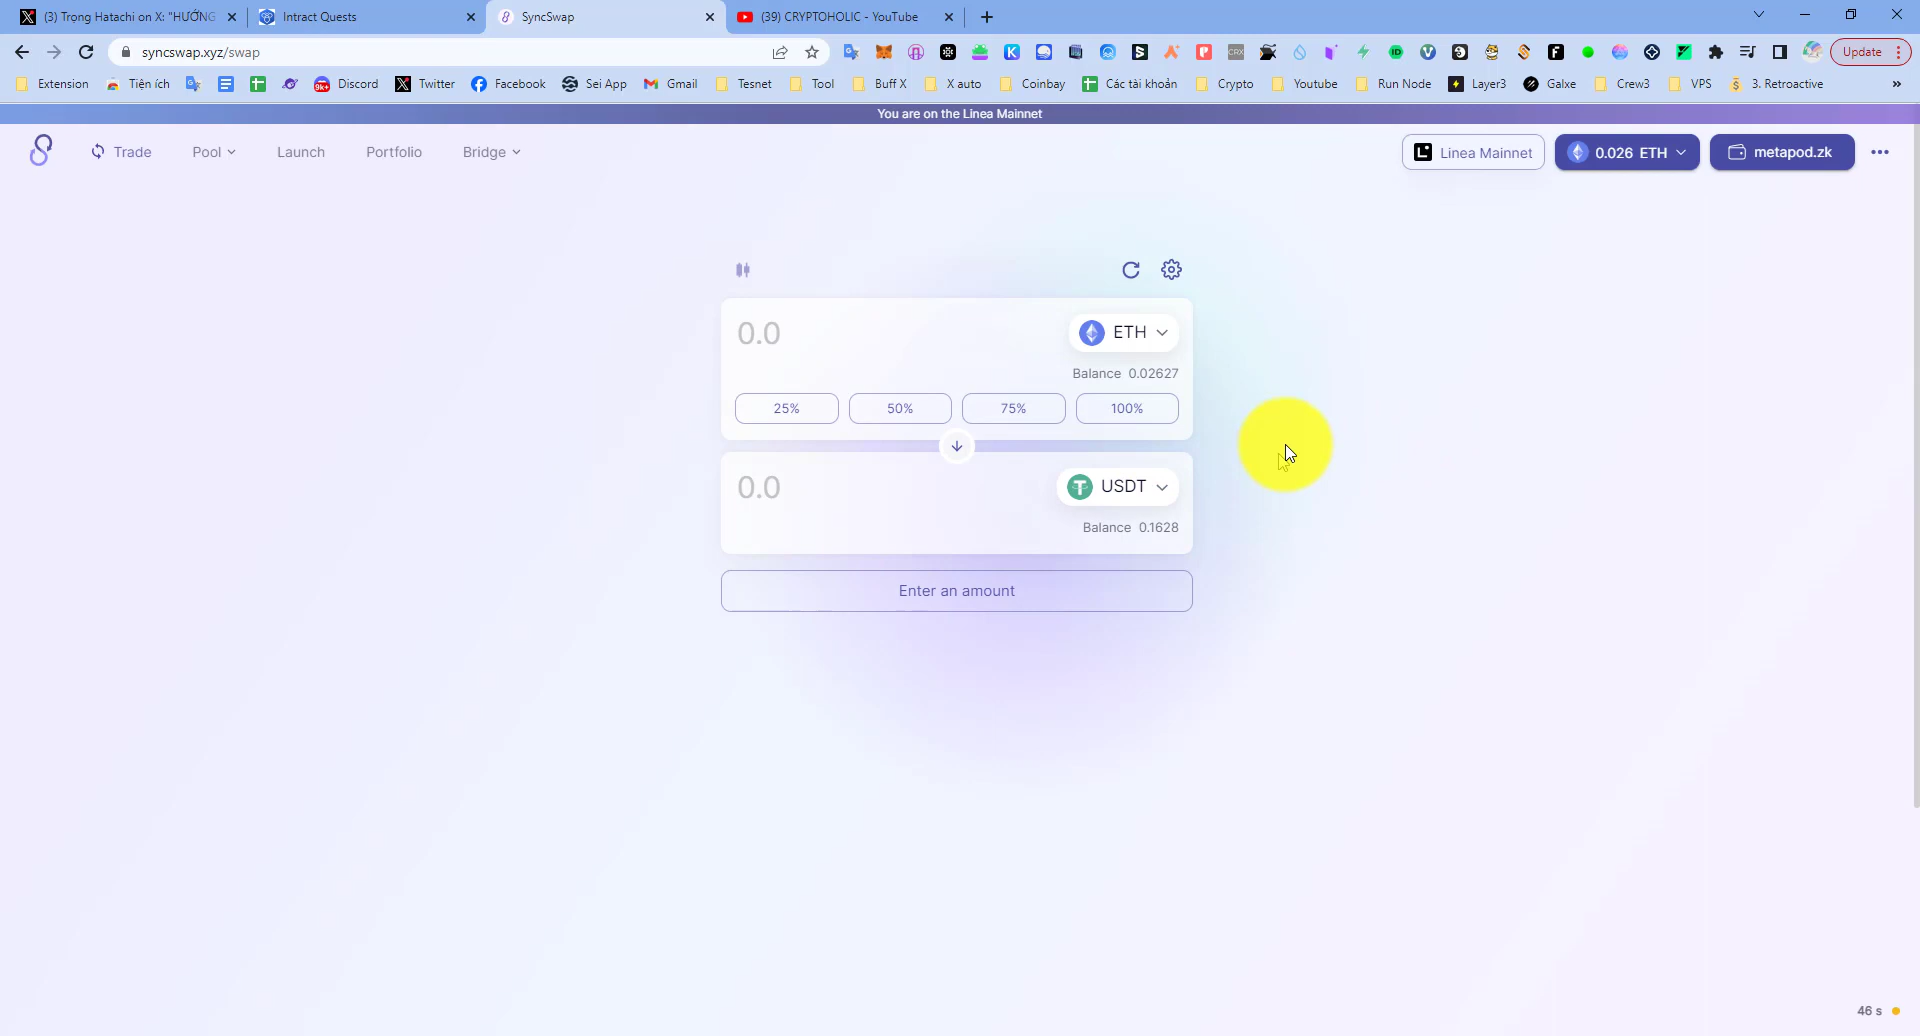 (3) Trọng Hatachi on X: "HƯỚNG
Intract Quests
SyncSwap
(39) CRYPTOHOLIC - YouTube
syncswap.xyz/swap
Update
Extension
Tiện ích
9k+
Discord
Twitter
Facebook
Sei App
Gmail
Tesnet
Tool
Buff X
X auto
Coinbay
Các tài khoản
Crypto
Youtube
Run Node
Layer3
Galxe
Crew3
VPS
3. Retroactive
»
You are on the Linea Mainnet
Trade
Pool
Launch
Portfolio
Bridge
Linea Mainnet
0.026 ETH
metapod.zk
0.0
ETH
Balance 0.02627
25%
50%
75%
100%
0.0
USDT
Balance 0.1628
Enter an amount
46 s